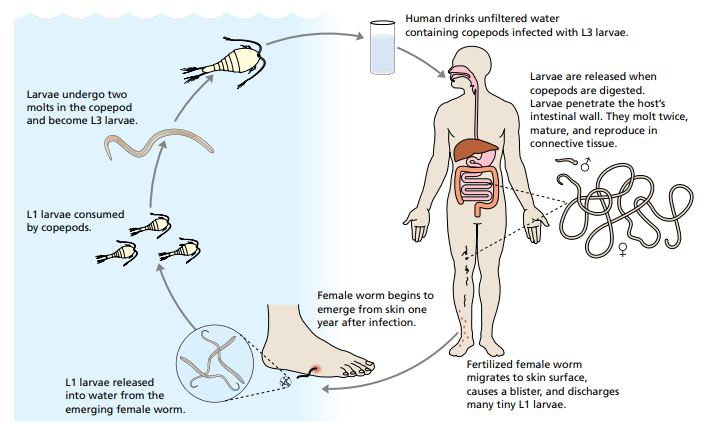 Human drinks unfiltered water
containing copepods infected with L3 larvae.
Larvae are released when
copepods are digested.
Larvae penetrate the host's
intestinal wall. They molt twice,
mature, and reproduce in
connective tissue.
♂
♀
Fertilized female worm
migrates to skin surface,
causes a blister, and discharges
many tiny L1 larvae.
Female worm begins to
emerge from skin one
year after infection.
L1 larvae released
into water from the
emerging female worm.
L1 larvae consumed
by copepods.
Larvae undergo two
molts in the copepod
and become L3 larvae.